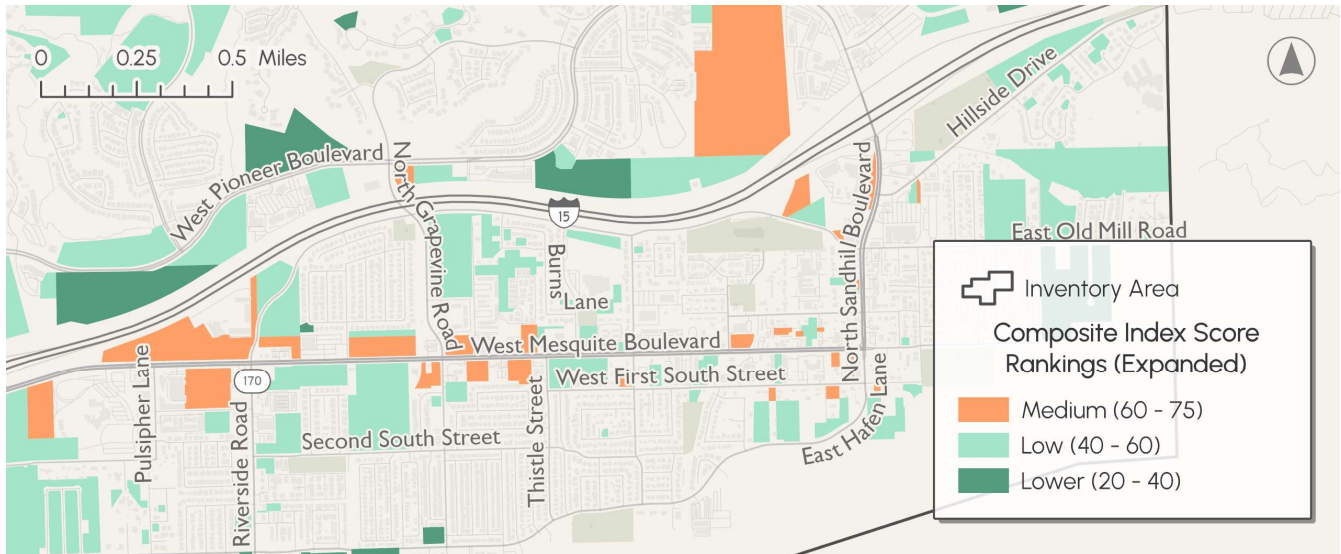 0 0.25 0.5 Miles
Hillside Drive
West Pioneer Boulevard
North Grapevine Road
15
North Sandhill Boulevard
East Old Mill Road
Burns
Lane
West Mesquite Boulevard
Pulsipher Lane
170
West First South Street
North Sandhill Boulevard
East Hafen Lane
Riverside Road
Second South Street
Thistle Street
Inventory Area
Composite Index Score
Rankings (Expanded)
Medium (60 - 75)
Low (40 - 60)
Lower (20 - 40)